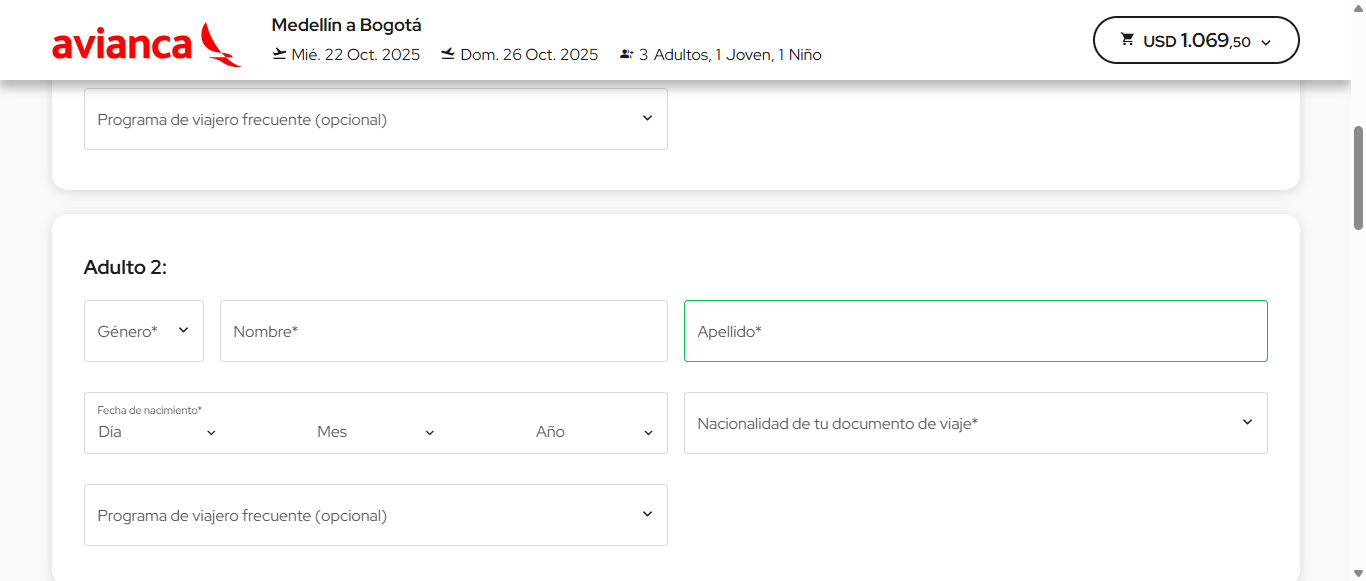 avianca
Medellín a Bogotá
Mié. 22 Oct. 2025 Dom. 26 Oct. 2025 3 Adultos, 1 Joven, 1 Niño
USD 1.069,50
Programa de viajero frecuente (opcional)
Adulto 2:
Género* Nombre* Apellido*
Fecha de nacimiento*
Día Mes Año
Nacionalidad de tu documento de viaje*
Programa de viajero frecuente (opcional)